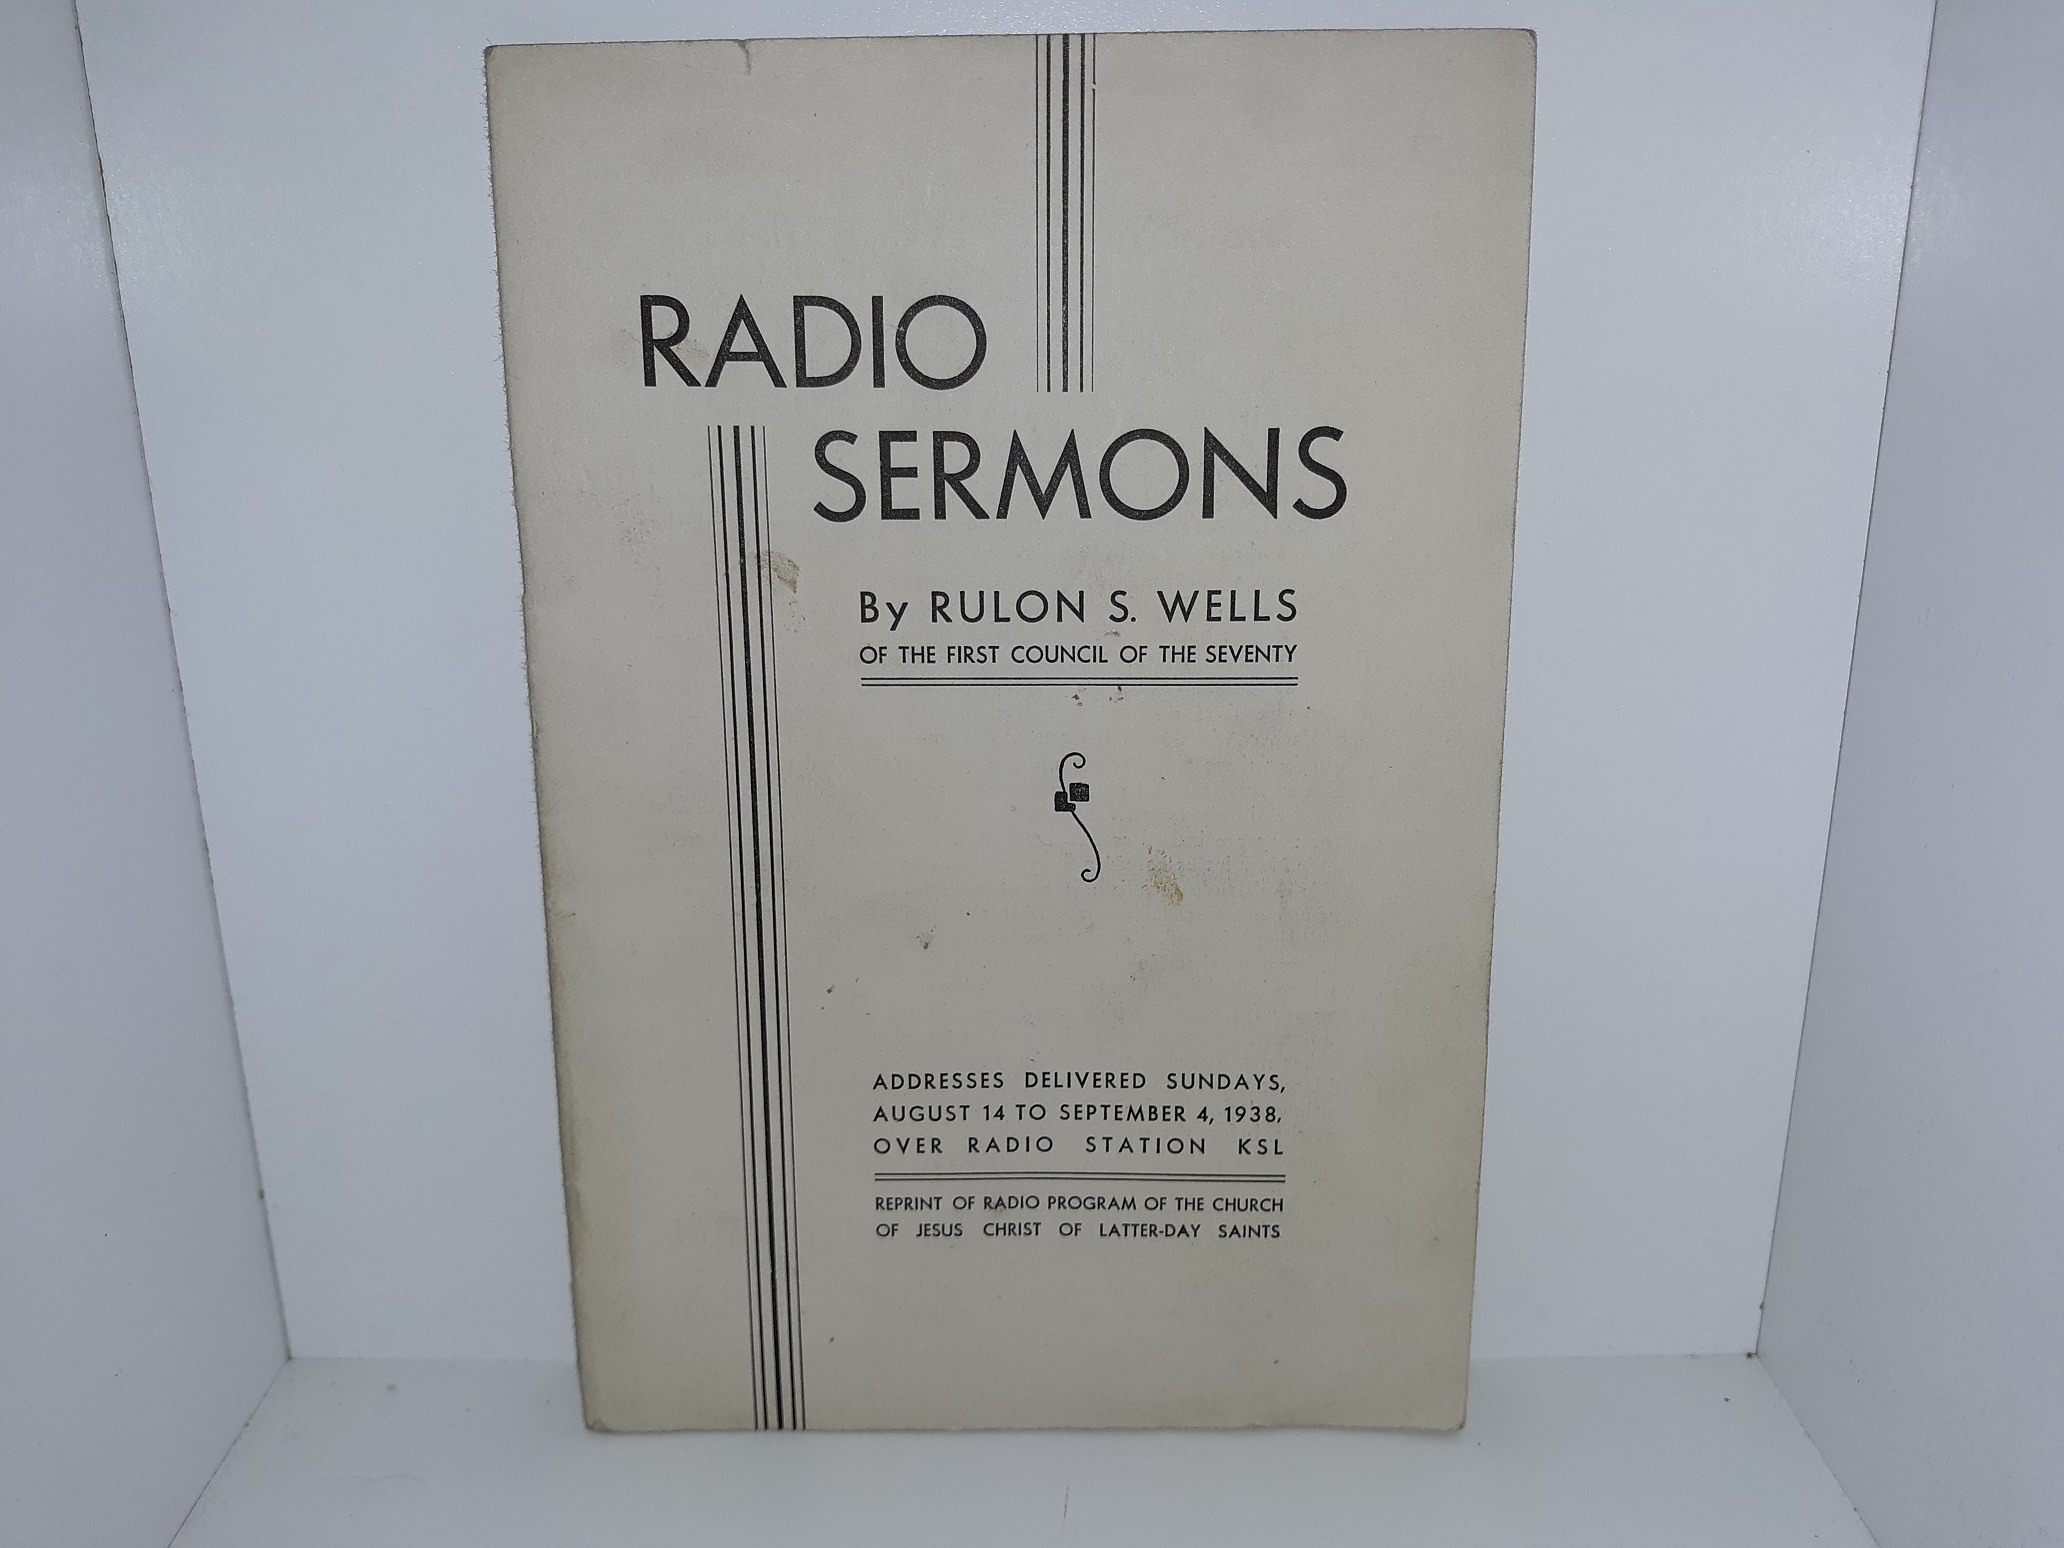 RADIO
SERMONS
By RULON S. WELLS
OF THE FIRST COUNCIL OF THE SEVENTY
ADDRESSES DELIVERED SUNDAYS,
AUGUST 14 TO SEPTEMBER 4, 1938,
OVER RADIO STATION KSL
REPRINT OF RADIO PROGRAM OF THE CHURCH
OF JESUS CHRIST OF LATTER-DAY SAINTS